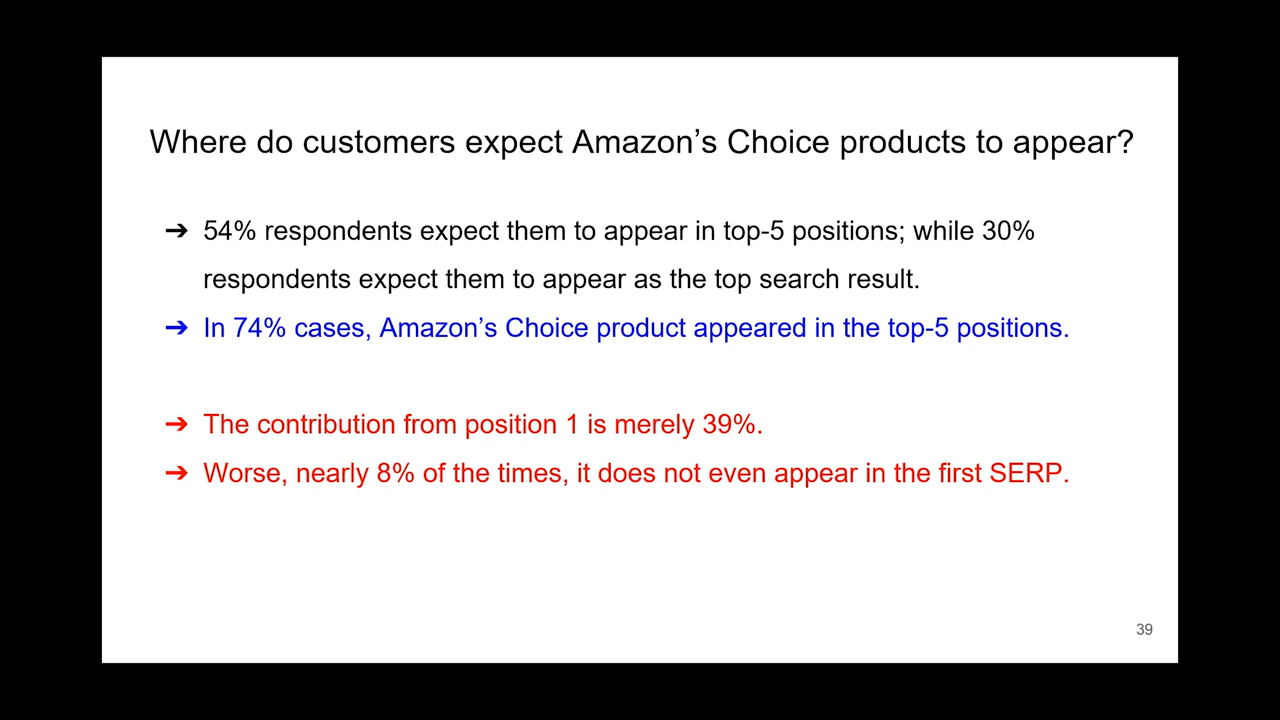 Where do customers expect Amazon’s Choice products to appear?
➔ 54% respondents expect them to appear in top-5 positions; while 30%
respondents expect them to appear as the top search result.
➔ In 74% cases, Amazon’s Choice product appeared in the top-5 positions.
➔ The contribution from position 1 is merely 39%.
➔ Worse, nearly 8% of the times, it does not even appear in the first SERP.
39